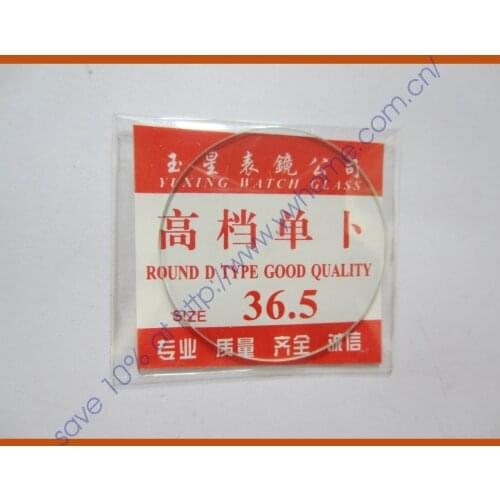 玉星表鏡公司
YUXING WATCH GLASS
高档单卜
ROUND D TYPE GOOD QUALITY
SIZE 36.5
专业 质量 齐全 诚信
save 10% at http://www.xwhome.com.cn/